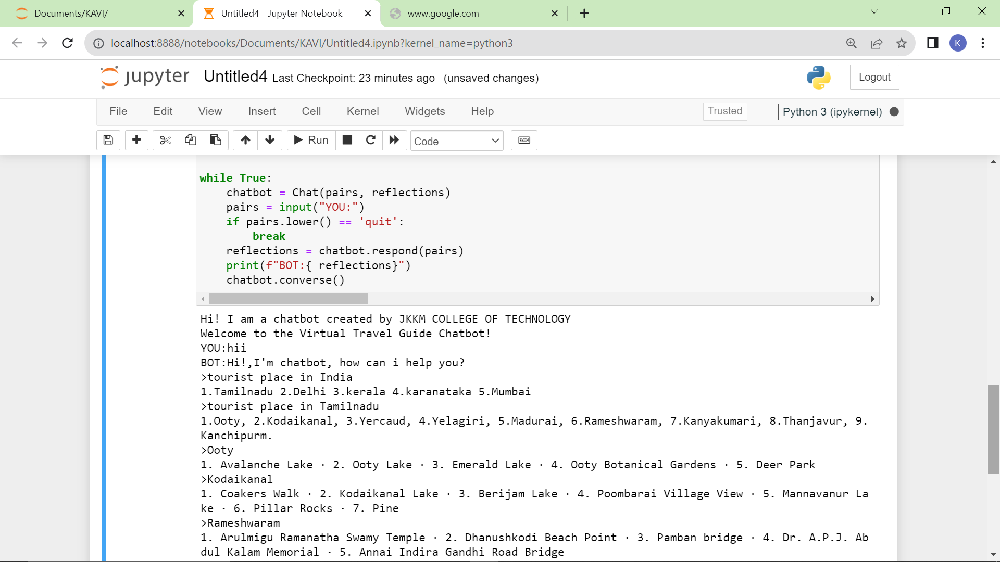 Documents/KAVI/
Untitled4 - Jupyter Notebook
www.google.com
localhost:8888/notebooks/Documents/KAVI/Untitled4.ipynb?kernel_name=python3
K
jupyter Untitled4 Last Checkpoint: 23 minutes ago (unsaved changes)
Logout
File Edit View Insert Cell Kernel Widgets Help
Trusted
Python 3 (ipykernel)
Run
Code
while True:
    chatbot = Chat(pairs, reflections)
    pairs = input("YOU:")
    if pairs.lower() == 'quit':
        break
    reflections = chatbot.respond(pairs)
    print(f"BOT:{ reflections}")
    chatbot.converse()
Hi! I am a chatbot created by JKKM COLLEGE OF TECHNOLOGY
Welcome to the Virtual Travel Guide Chatbot!
YOU:hii
BOT:Hi!,I'm chatbot, how can i help you?
>tourist place in India
1.Tamilnadu 2.Delhi 3.kerala 4.karanataka 5.Mumbai
>tourist place in Tamilnadu
1.Ooty, 2.Kodaikanal, 3.Yercaud, 4.Yelagiri, 5.Madurai, 6.Rameshwaram, 7.Kanyakumari, 8.Thanjavur, 9.
Kanchipurm.
>Ooty
1. Avalanche Lake · 2. Ooty Lake · 3. Emerald Lake · 4. Ooty Botanical Gardens · 5. Deer Park
>Kodaikanal
1. Coakers Walk · 2. Kodaikanal Lake · 3. Berijam Lake · 4. Poombarai Village View · 5. Mannavanur La
ke · 6. Pillar Rocks · 7. Pine
>Rameshwaram
1. Arulmigu Ramanatha Swamy Temple · 2. Dhanushkodi Beach Point · 3. Pamban bridge · 4. Dr. A.P.J. Ab
dul Kalam Memorial · 5. Annai Indira Gandhi Road Bridge